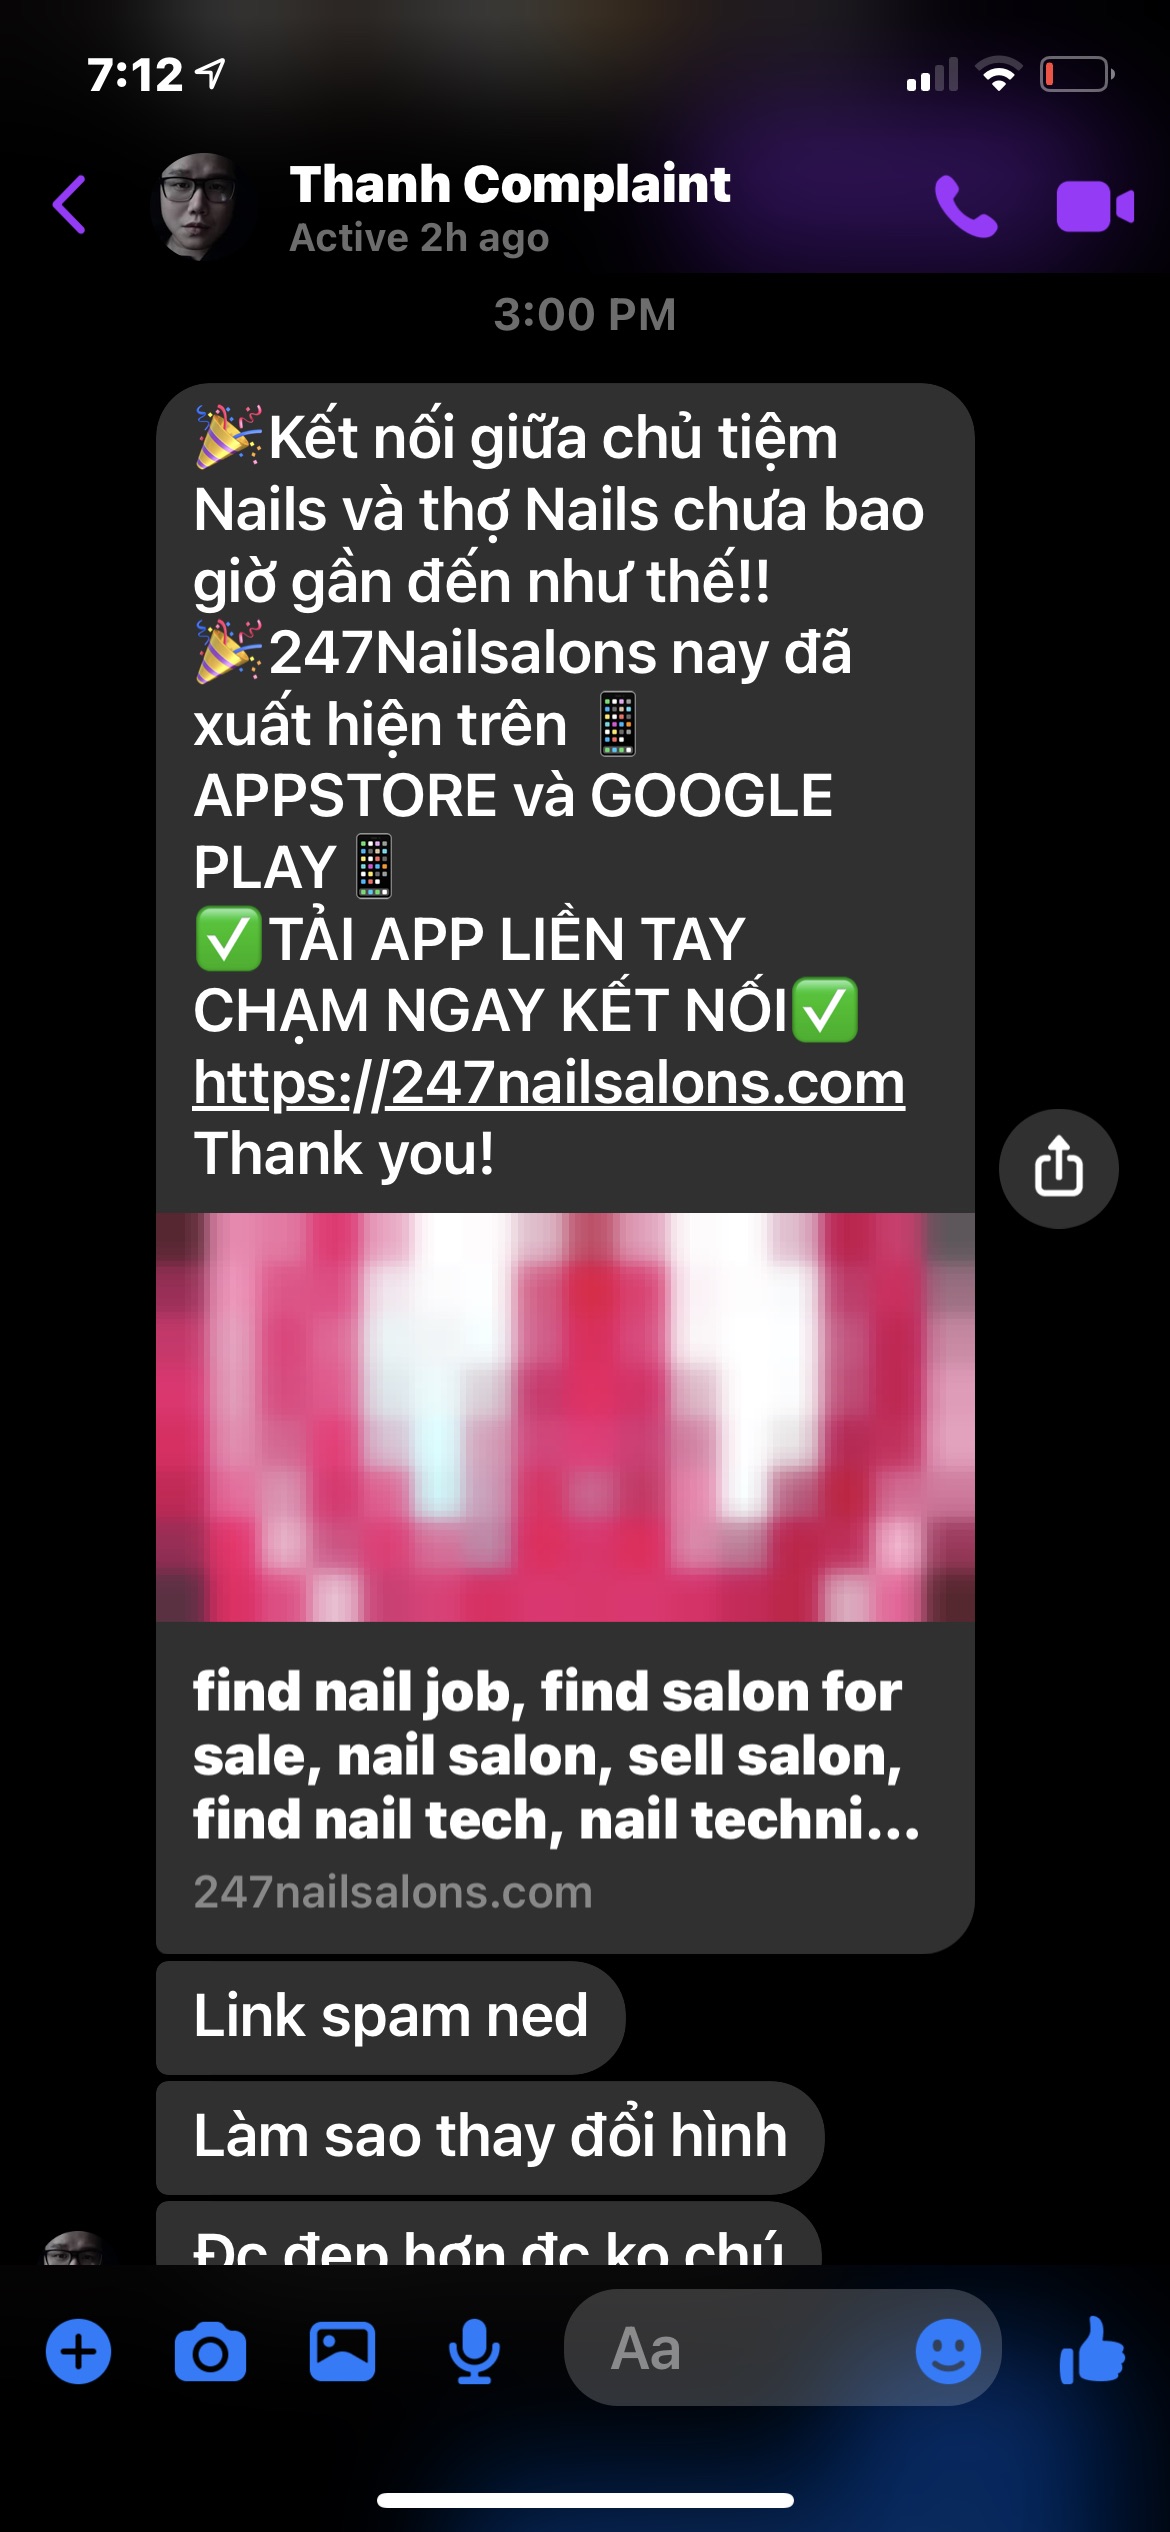 7:12
Thanh Complaint
Active 2h ago
3:00 PM
🎉Kết nối giữa chủ tiệm
Nails và thợ Nails chưa bao
giờ gần đến như thế!!
🎉247Nailsalons nay đã
xuất hiện trên 📱
APPSTORE và GOOGLE
PLAY📱
✅TẢI APP LIỀN TAY
CHẠM NGAY KẾT NỐI✅
https://247nailsalons.com
Thank you!
find nail job, find salon for
sale, nail salon, sell salon,
find nail tech, nail techni...
247nailsalons.com
Link spam ned
Làm sao thay đổi hình
Đc đẹp hơn đc ko chú
Aa